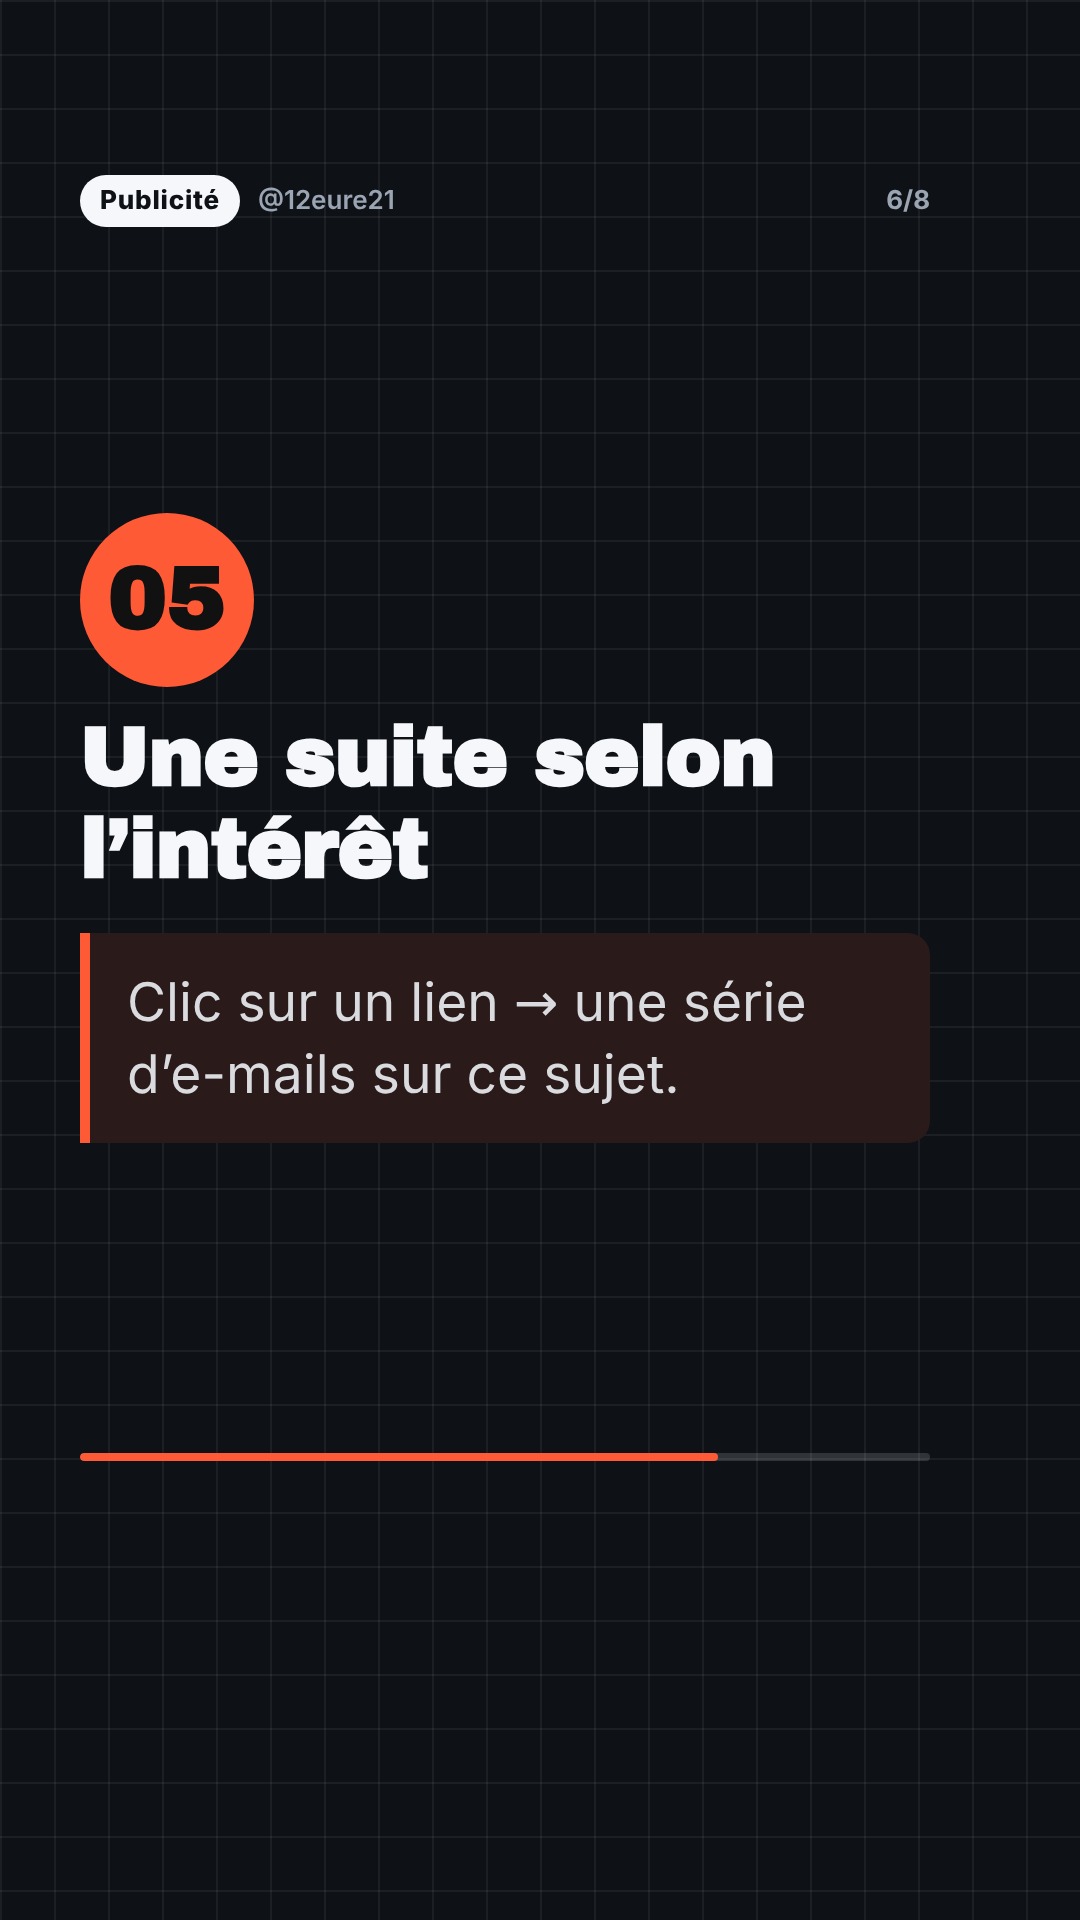 Publicité @12eure21 6/8
05
Une suite selon
l’intérêt
Clic sur un lien → une série
d’e-mails sur ce sujet.